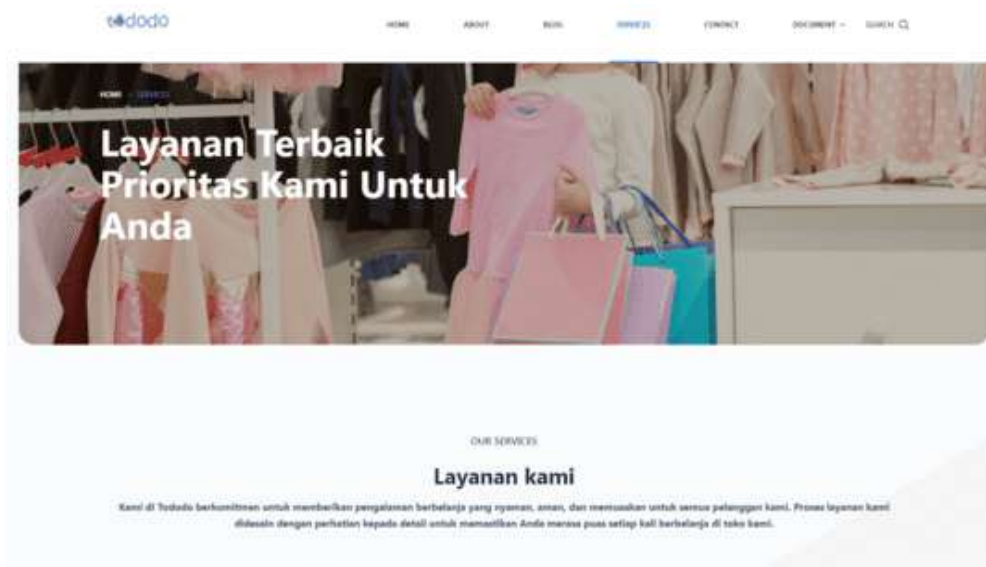 tododo
HOME ABOUT BLOG SERVICES CONTACT DOCUMENT SEARCH
HOME SERVICES
Layanan Terbaik
Prioritas Kami Untuk
Anda
OUR SERVICES
Layanan kami
Kami di Tododo berkomitmen untuk memberikan pengalaman berbelanja yang nyaman, aman, dan memuaskan untuk semua pelanggan kami. Proses layanan kami
didesain dengan perhatian kepada detail untuk memastikan Anda merasa puas setiap kali berbelanja di toko kami.